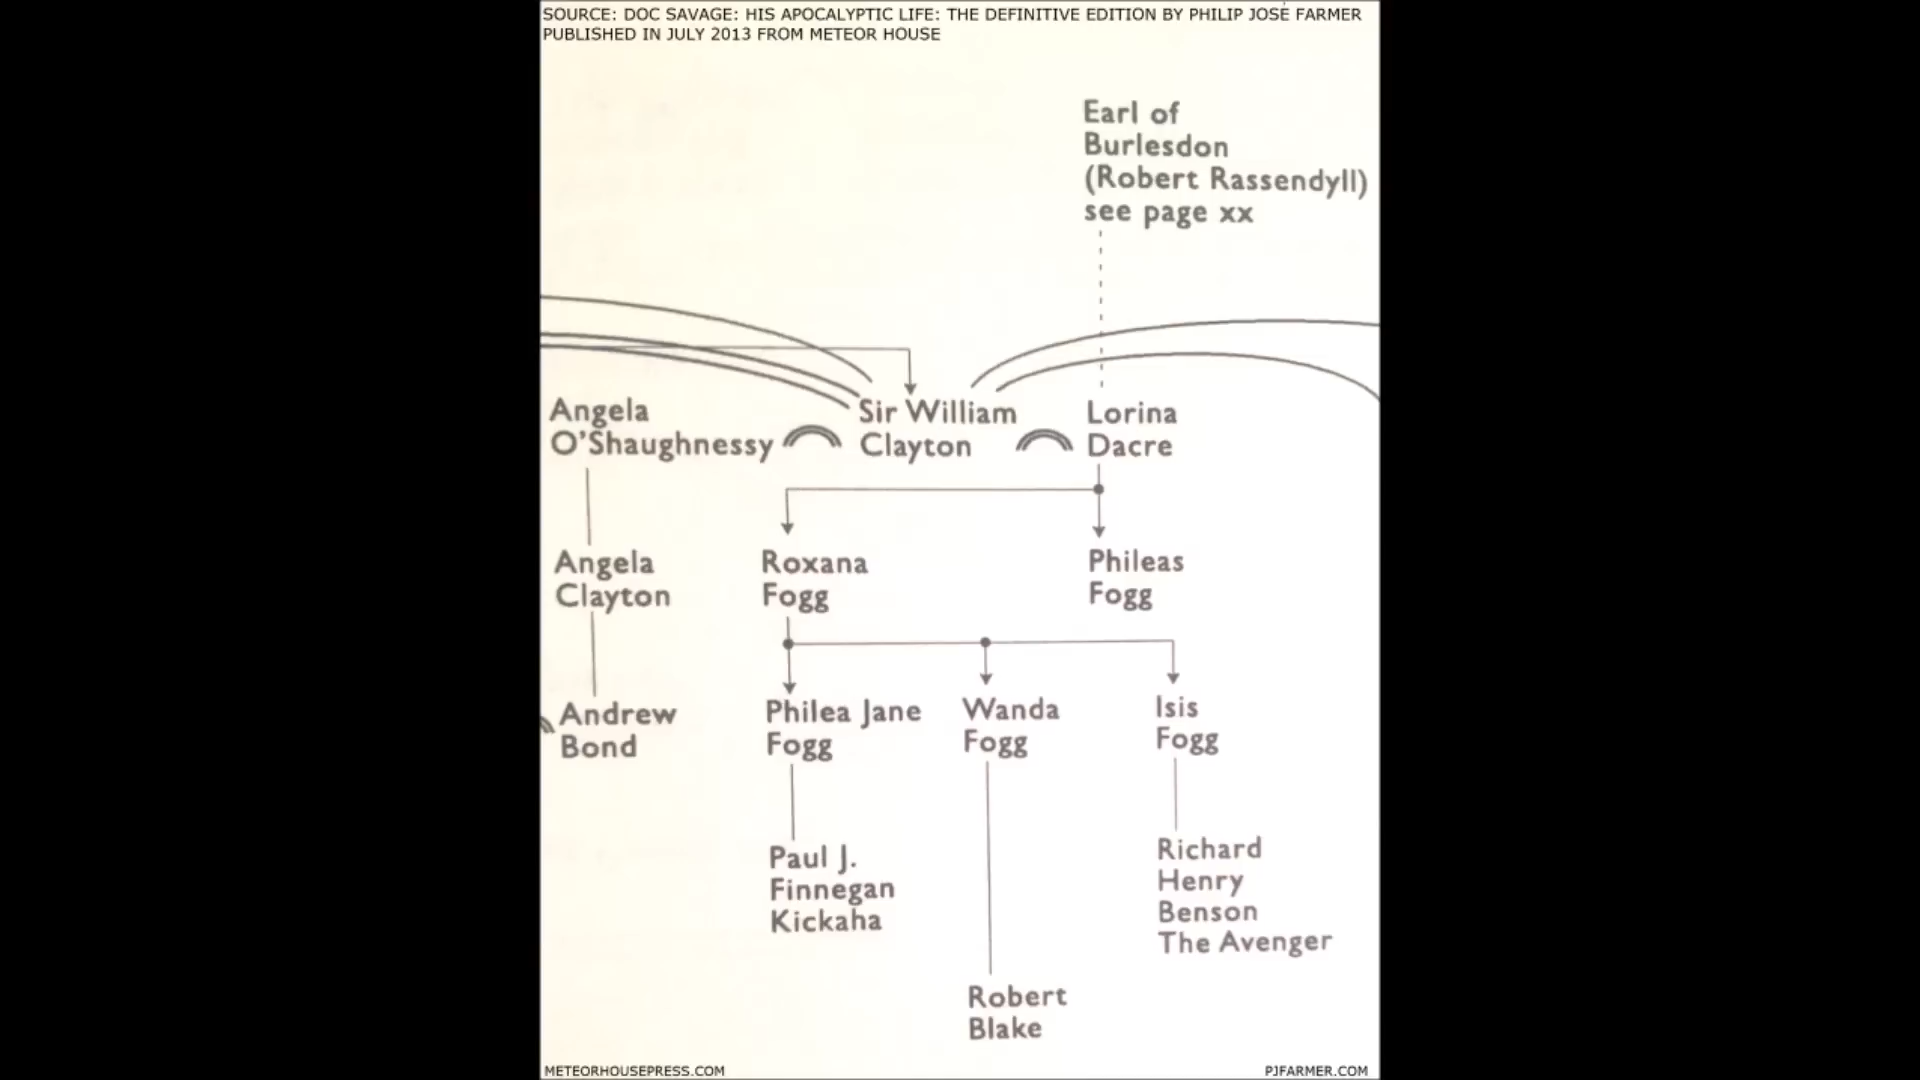 SOURCE: DOC SAVAGE: HIS APOCALYPTIC LIFE: THE DEFINITIVE EDITION BY PHILIP JOSÉ FARMER
PUBLISHED IN JULY 2013 FROM METEOR HOUSE
Earl of
Burlesdon
(Robert Rassendyll)
see page xx
Angela
O'Shaughnessy
Sir William
Clayton
Lorina
Dacre
Angela
Clayton
Roxana
Fogg
Phileas
Fogg
Andrew
Bond
Philea Jane
Fogg
Wanda
Fogg
Isis
Fogg
Paul J.
Finnegan
Kickaha
Richard
Henry
Benson
The Avenger
Robert
Blake
METEORHOUSEPRESS.COM
PJFARMER.COM